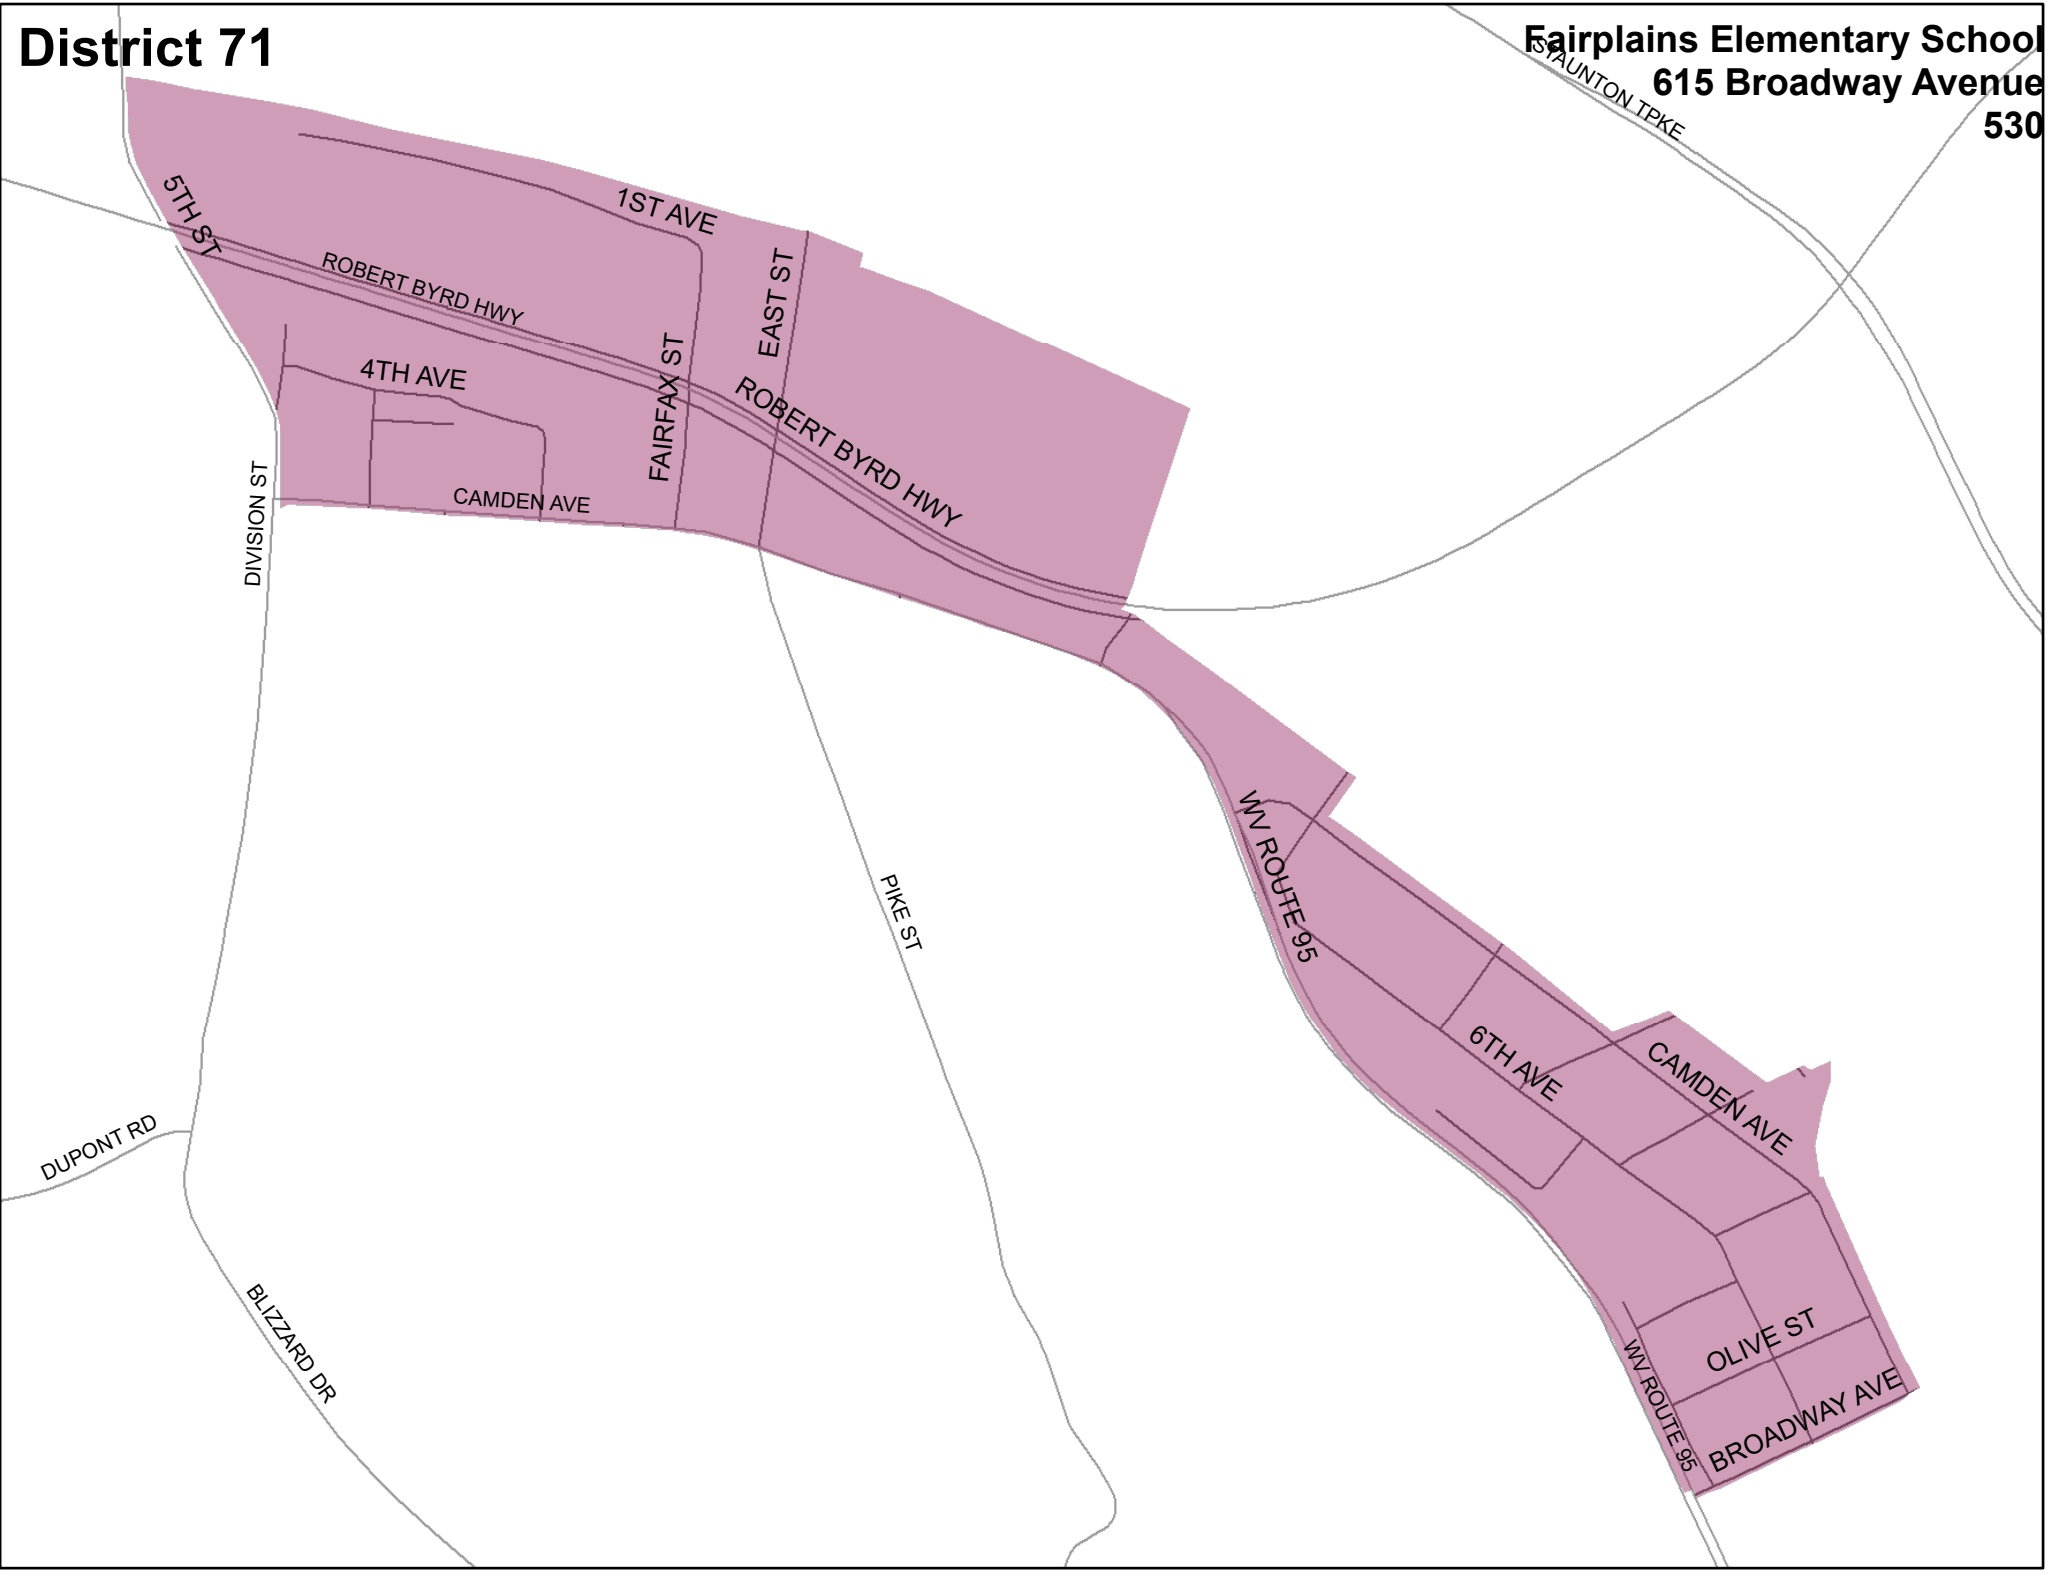 District 71
Fairplains Elementary School
615 Broadway Avenue
530
STAUNTON TPKE
5TH ST
1ST AVE
ROBERT BYRD HWY
EAST ST
FAIRFAX ST
4TH AVE
ROBERT BYRD HWY
CAMDEN AVE
DIVISION ST
WV ROUTE 95
PIKE ST
6TH AVE
CAMDEN AVE
DUPONT RD
BLIZZARD DR
OLIVE ST
WV ROUTE 95
BROADWAY AVE